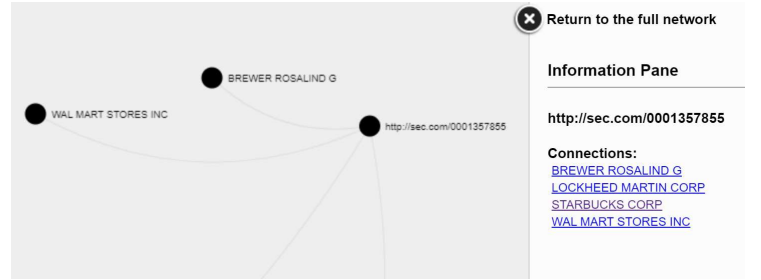 BREWER ROSALIND G
WAL MART STORES INC
http://sec.com/0001357855
Return to the full network
Information Pane
http://sec.com/0001357855
Connections:
BREWER ROSALIND G
LOCKHEED MARTIN CORP
STARBUCKS CORP
WAL MART STORES INC